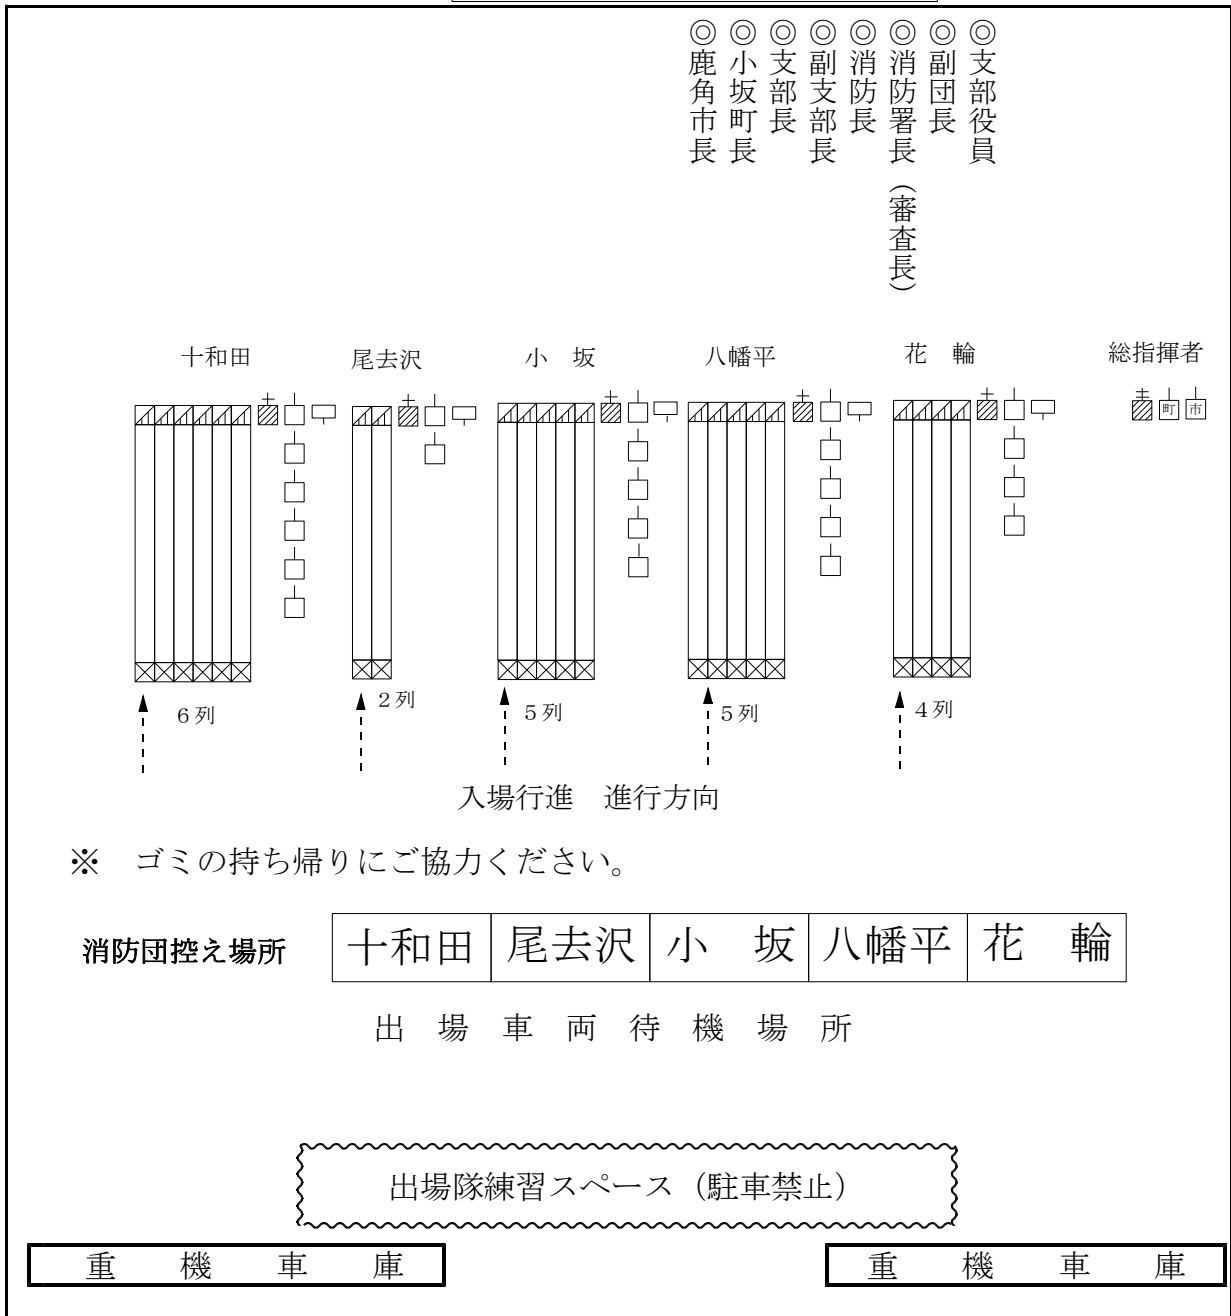 ◎支部役員
◎副団長
◎消防署長（審査長）
◎消防長
◎副支部長
◎支部長
◎小坂町長
◎鹿角市長
十和田　尾去沢　小　坂　八幡平　花　輪　総指揮者
町 市
６列　２列　５列　５列　４列
入場行進　進行方向
※　ゴミの持ち帰りにご協力ください。
消防団控え場所　十和田　尾去沢　小　坂　八幡平　花　輪
出　場　車　両　待　機　場　所
出場隊練習スペース（駐車禁止）
重　機　車　庫　重　機　車　庫